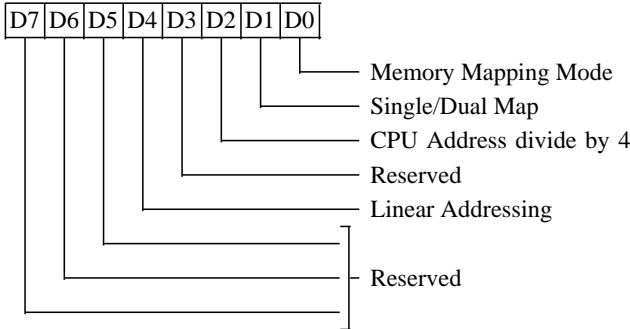 D7 D6 D5 D4 D3 D2 D1 D0
Memory Mapping Mode
Single/Dual Map
CPU Address divide by 4
Reserved
Linear Addressing
Reserved